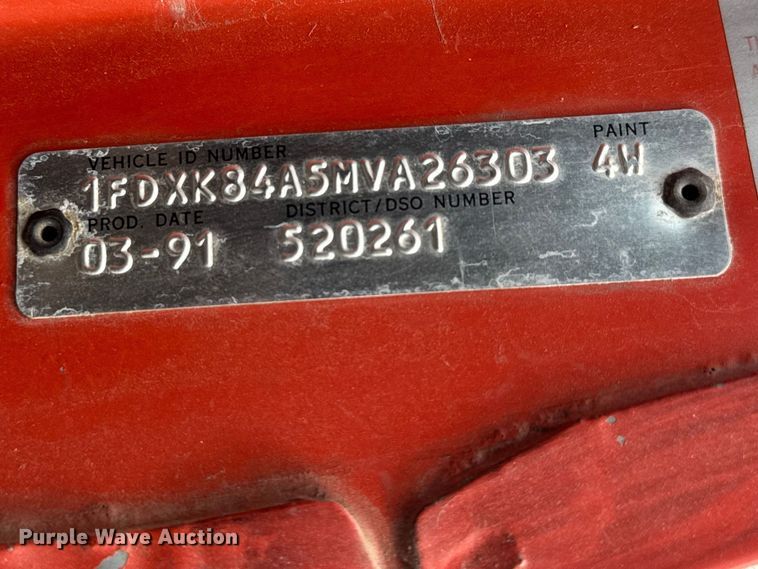 VEHICLE ID NUMBER PAINT
1FDXK84A5MVA26303 4W
PROD. DATE DISTRICT/DSO NUMBER
03-91 520261
Purple Wave Auction